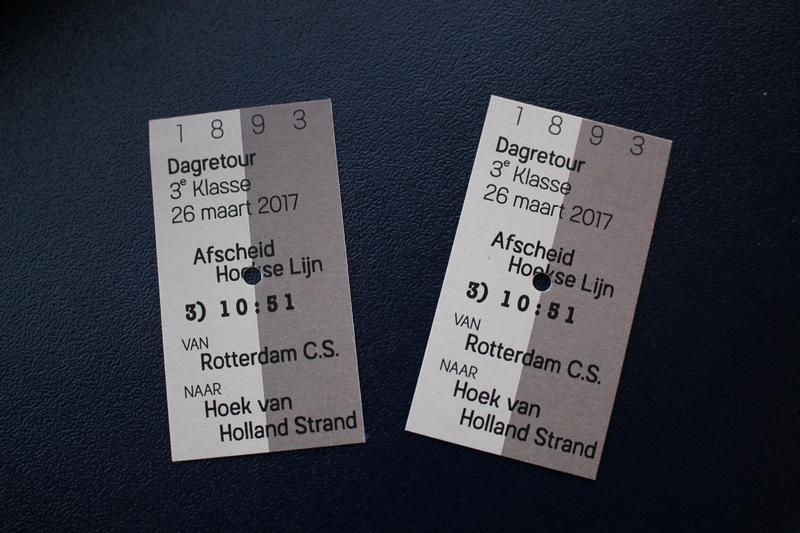 1 8 9 3
Dagretour
3e Klasse
26 maart 2017
Afscheid
Hoekse Lijn
3) 10:51
VAN
Rotterdam C.S.
NAAR
Hoek van
Holland Strand
1 8 9 3
Dagretour
3e Klasse
26 maart 2017
Afscheid
Hoekse Lijn
3) 10:51
VAN
Rotterdam C.S.
NAAR
Hoek van
Holland Strand